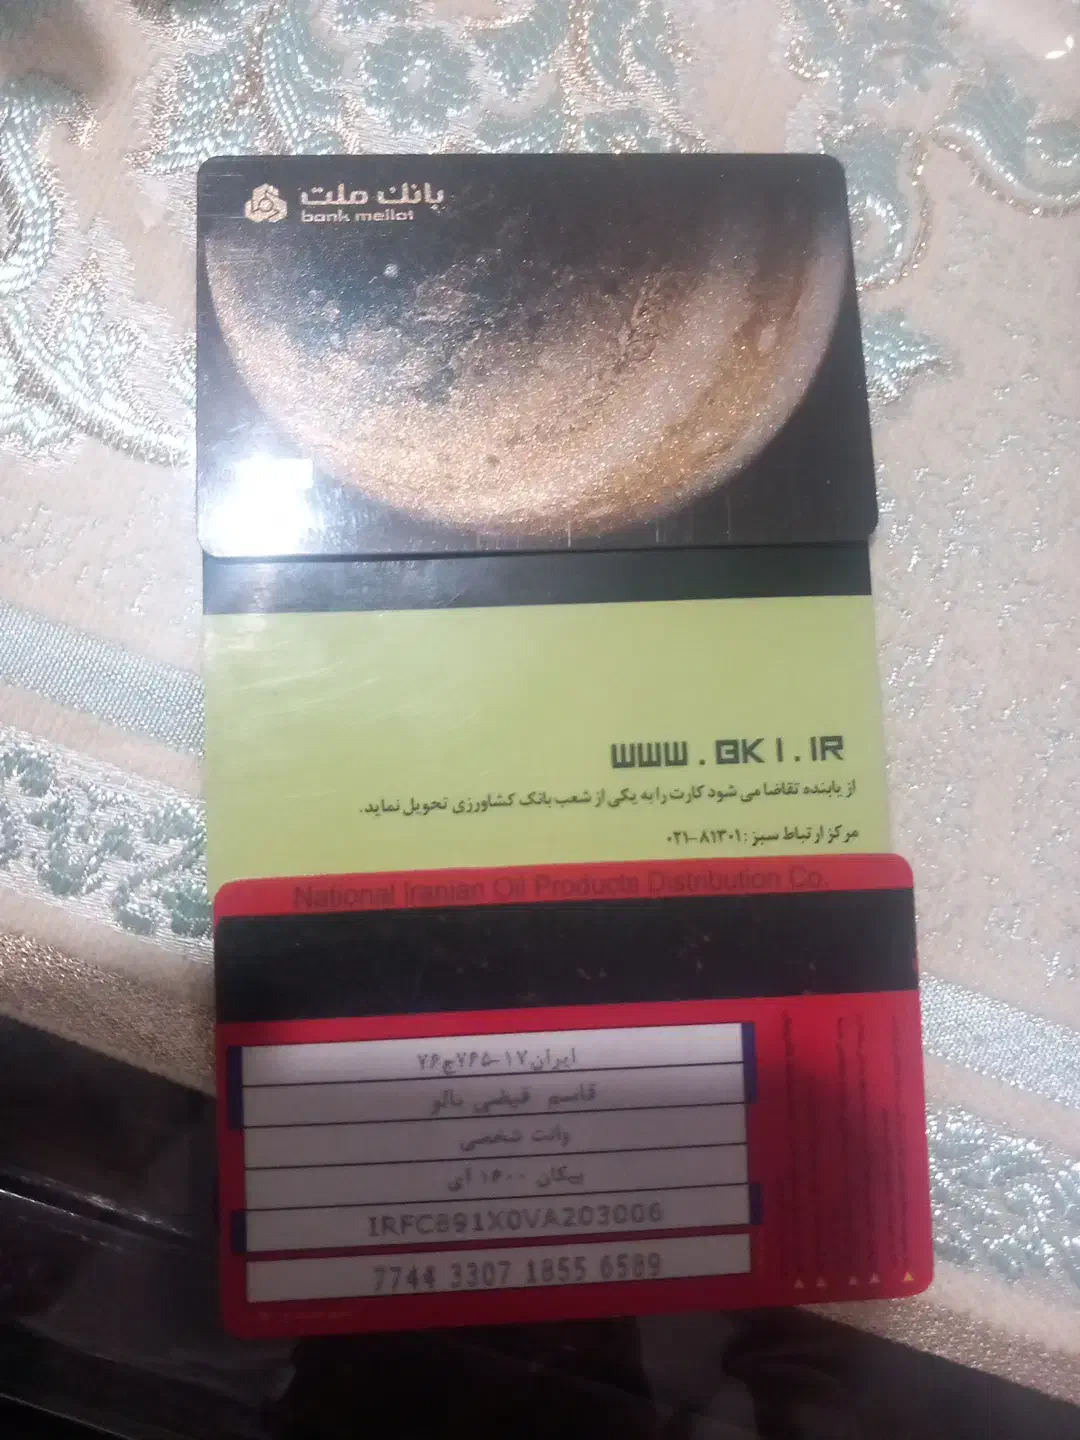 بانک ملت
bank mellat
WWW.BKI.IR
از یابنده تقاضا می شود کارت را به یکی از شعب بانک کشاورزی تحویل نماید.
مرکز ارتباط سبز: ۸۱۳۰۱-۰۲۱
National Iranian Oil Products Distribution Co.
ایران۱۷-۷۶۵ج۲۶
قاسم
وانت شخصی
پیکان ۱۶۰۰ آی
IRFC891X0VA203006
7744 3307 1855 6589